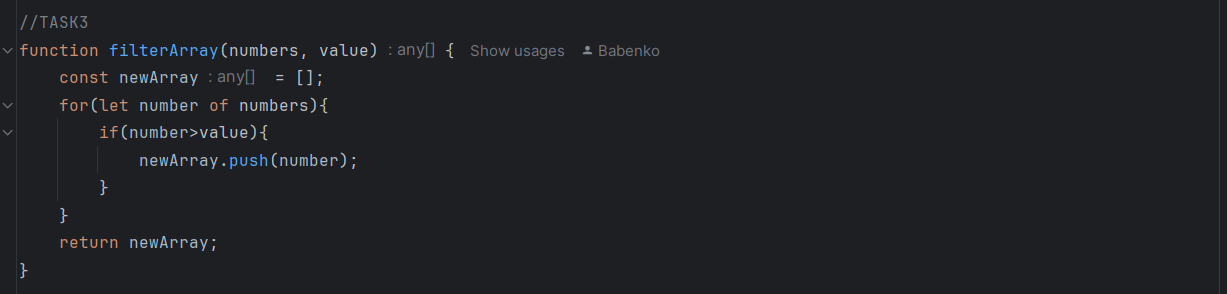 //TASK3
function filterArray(numbers, value) : any[] { Show usages Babenko
    const newArray : any[] = [];
    for(let number of numbers){
        if(number>value){
            newArray.push(number);
        }
    }
    return newArray;
}